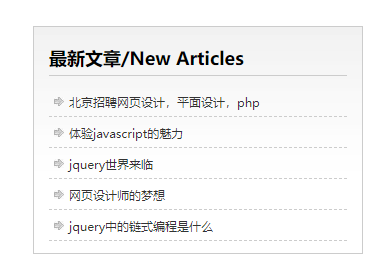 最新文章/New Articles
北京招聘网页设计，平面设计，php
体验javascript的魅力
jquery世界来临
网页设计师的梦想
jquery中的链式编程是什么